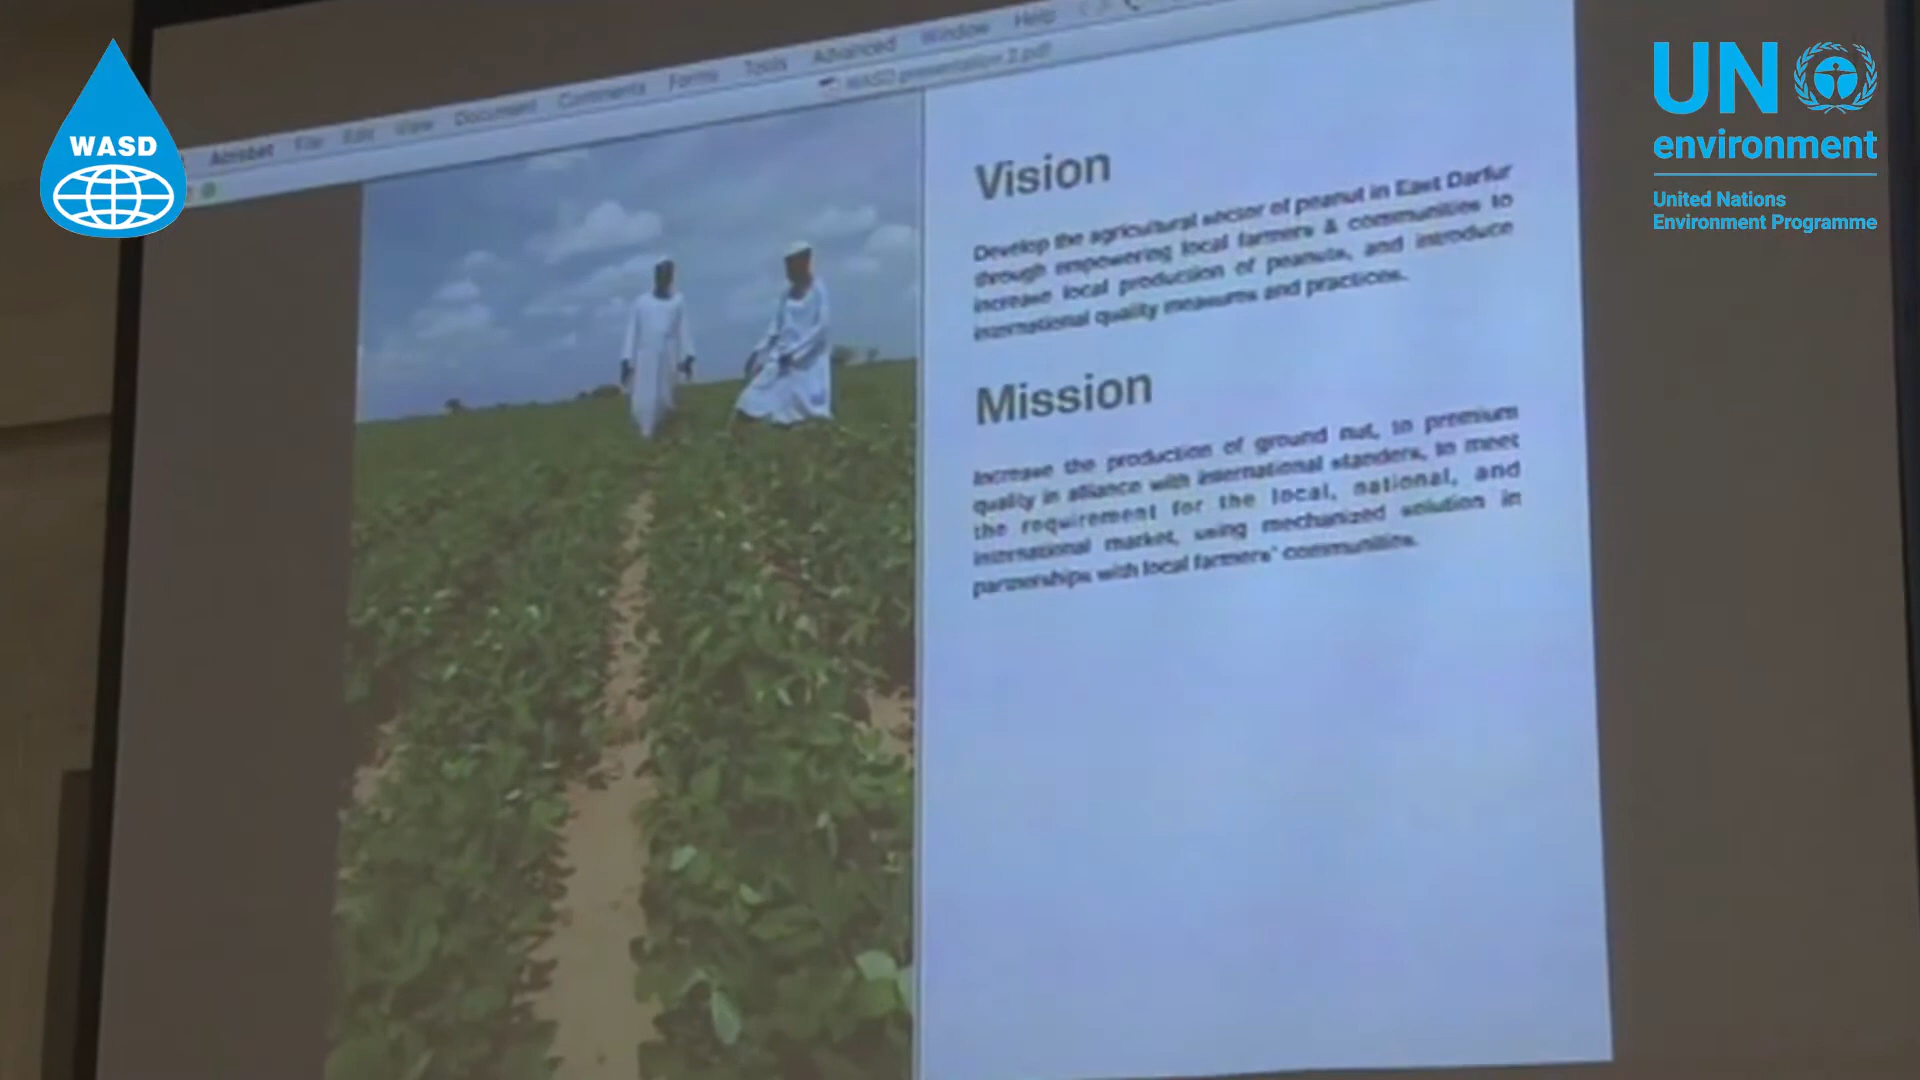 WASD
UN
environment
United Nations
Environment Programme
Acrobat File Edit View Document Comments Forms Tools Advanced Window Help
WASD presentation 2.pdf
Vision
Develop the agricultural sector of peanut in East Darfur
through empowering local farmers & communities to
increase local production of peanuts, and introduce
international quality measures and practices.
Mission
Increase the production of ground nut, to premium
quality in alliance with international standers, to meet
the requirement for the local, national, and
international market, using mechanized solution in
partnerships with local farmers' communities.